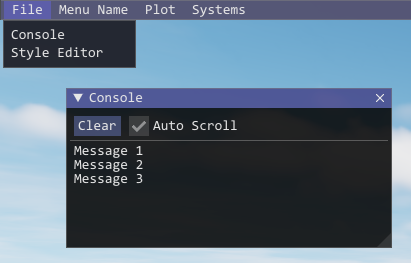 File Menu Name Plot Systems
Console
Style Editor
Console
Clear Auto Scroll
Message 1
Message 2
Message 3